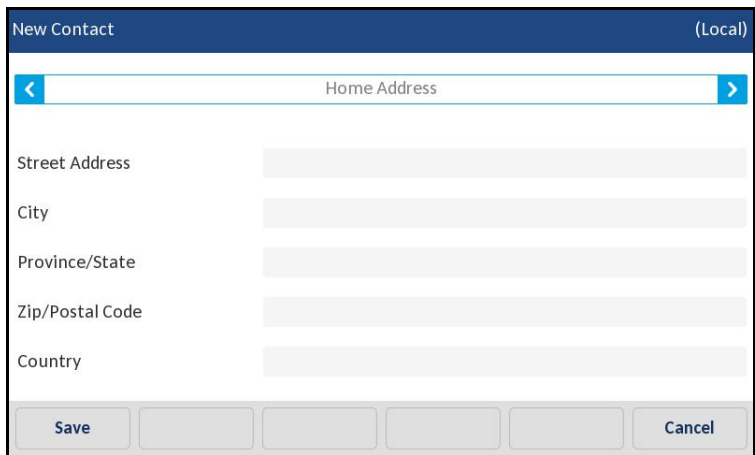 New Contact (Local)
Home Address
Street Address
City
Province/State
Zip/Postal Code
Country
Save Cancel